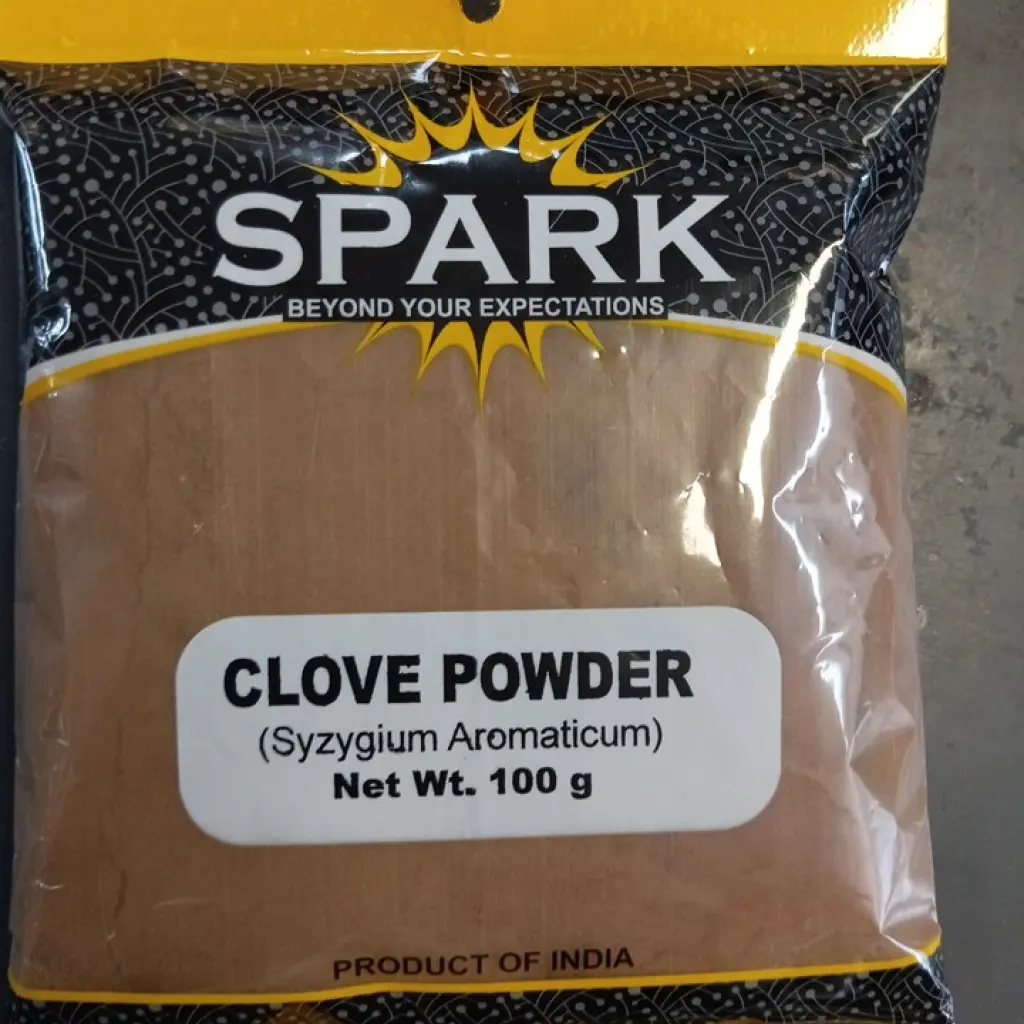 SPARK
BEYOND YOUR EXPECTATIONS
CLOVE POWDER
(Syzygium Aromaticum)
Net Wt. 100 g
PRODUCT OF INDIA